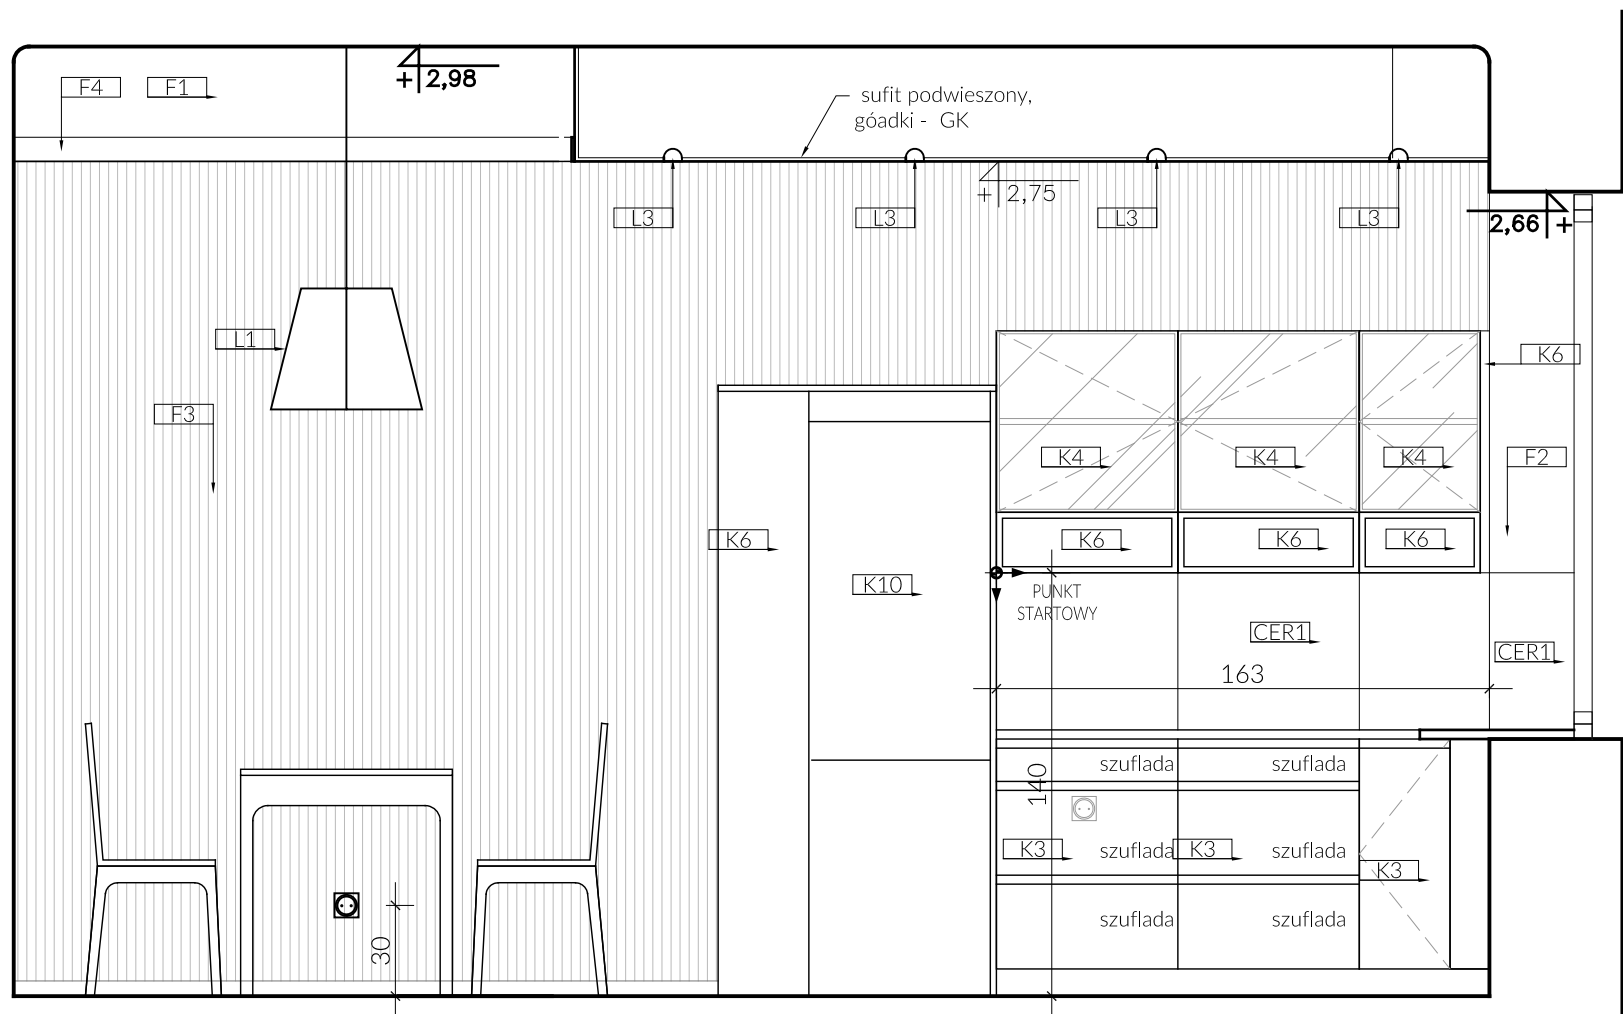 F4 F1
+ 2,98
sufit podwieszony,
góadki - GK
+ 2,75
L3 L3 L3 L3
2,66 +
L1
K6
F3
K4 K4 K4
F2
K6
K6 K6 K6
K10
PUNKT
STARTOWY
CER1
CER1
163
szuflada szuflada
140
K3 szuflada K3 szuflada
K3
szuflada szuflada
30